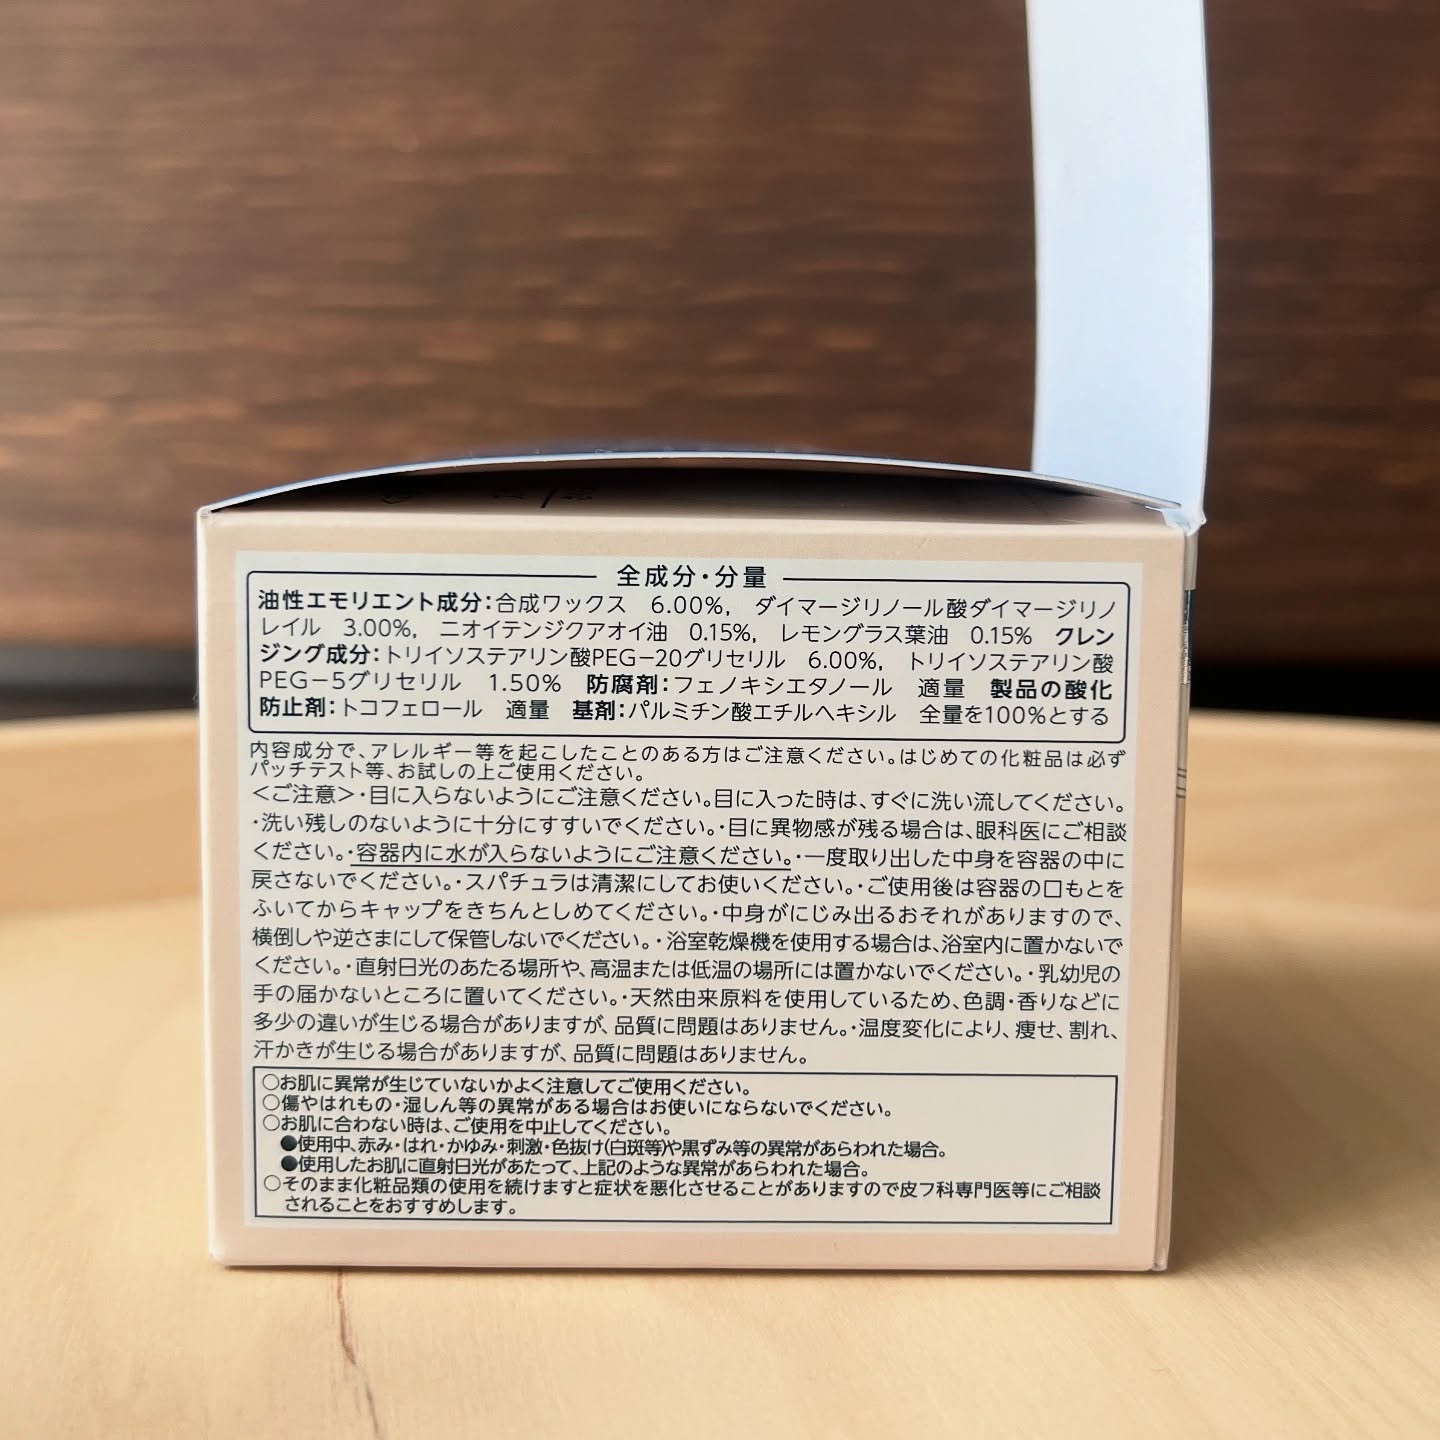 全成分・分量
油性エモリエント成分：合成ワックス　6.00%,　ダイマージリノール酸ダイマージリノ
レイル　3.00%,　ニオイテンジクアオイ油　0.15%,　レモングラス葉油　0.15%　クレン
ジング成分：トリイソステアリン酸PEG−20グリセリル　6.00%,　トリイソステアリン酸
PEG−5グリセリル　1.50%　防腐剤：フェノキシエタノール　適量　製品の酸化
防止剤：トコフェロール　適量　基剤：パルミチン酸エチルヘキシル　全量を100%とする
内容成分で、アレルギー等を起こしたことのある方はご注意ください。はじめての化粧品は必ず
パッチテスト等、お試しの上ご使用ください。
＜ご注意＞・目に入らないようにご注意ください。目に入った時は、すぐに洗い流してください。
・洗い残しのないように十分にすすいでください。・目に異物感が残る場合は、眼科医にご相談
ください。・容器内に水が入らないようにご注意ください。・一度取り出した中身を容器の中に
戻さないでください。・スパチュラは清潔にしてお使いください。・ご使用後は容器の口もとを
ふいてからキャップをきちんとしめてください。・中身がにじみ出るおそれがありますので、
横倒しや逆さまにして保管しないでください。・浴室乾燥機を使用する場合は、浴室内に置かないで
ください。・直射日光のあたる場所や、高温または低温の場所には置かないでください。・乳幼児の
手の届かないところに置いてください。・天然由来原料を使用しているため、色調・香りなどに
多少の違いが生じる場合がありますが、品質に問題はありません。・温度変化により、痩せ、割れ、
汗かきが生じる場合がありますが、品質に問題はありません。
○お肌に異常が生じていないかよく注意してご使用ください。
○傷やはれもの・湿しん等の異常がある場合はお使いにならないでください。
○お肌に合わない時は、ご使用を中止してください。
●使用中、赤み・はれ・かゆみ・刺激・色抜け(白斑等)や黒ずみ等の異常があらわれた場合。
●使用したお肌に直射日光があたって、上記のような異常があらわれた場合。
○そのまま化粧品類の使用を続けますと症状を悪化させることがありますので皮フ科専門医等にご相談
されることをおすすめします。